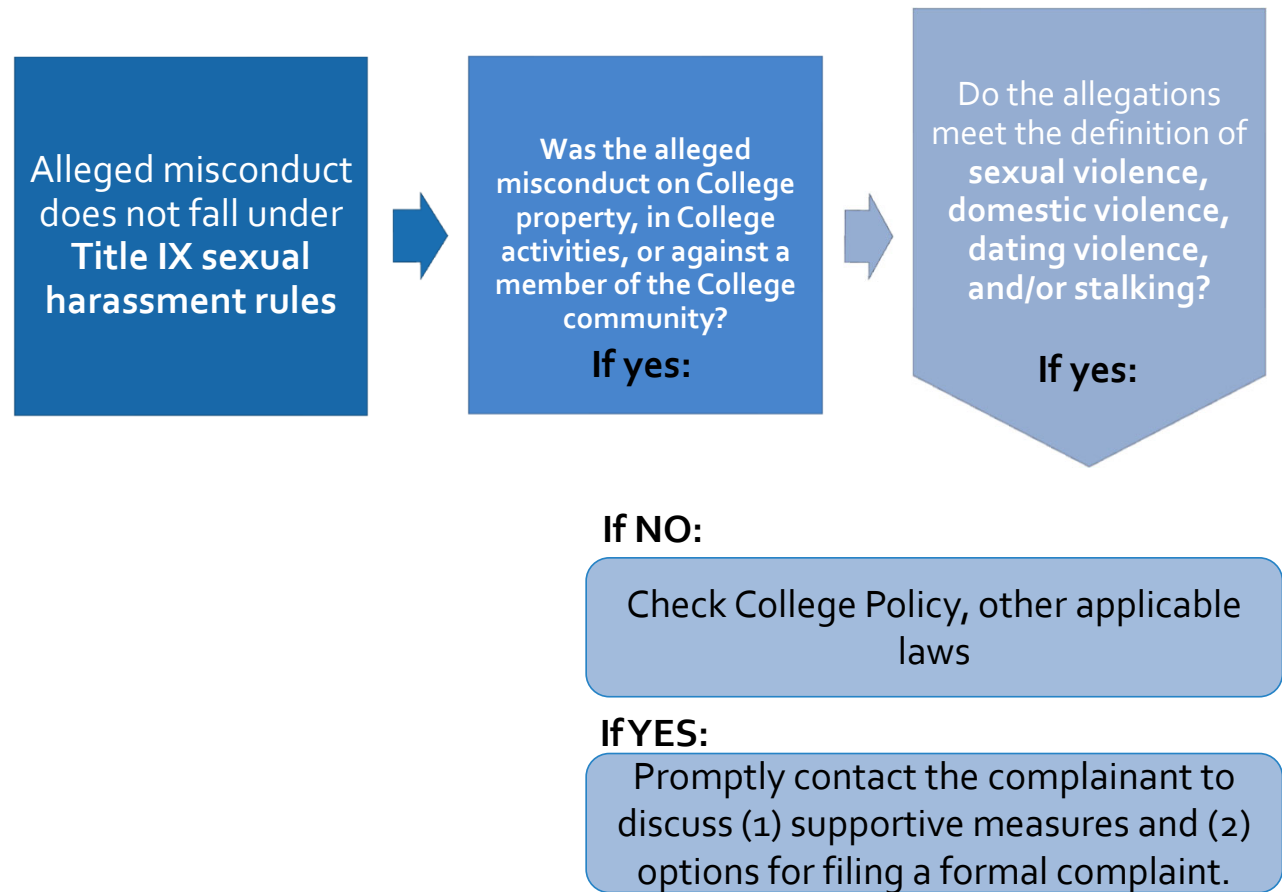 Alleged misconduct
does not fall under
Title IX sexual
harassment rules
Was the alleged
misconduct on College
property, in College
activities, or against a
member of the College
community?
If yes:
Do the allegations
meet the definition of
sexual violence,
domestic violence,
dating violence,
and/or stalking?
If yes:
If NO:
Check College Policy, other applicable
laws
If YES:
Promptly contact the complainant to
discuss (1) supportive measures and (2)
options for filing a formal complaint.